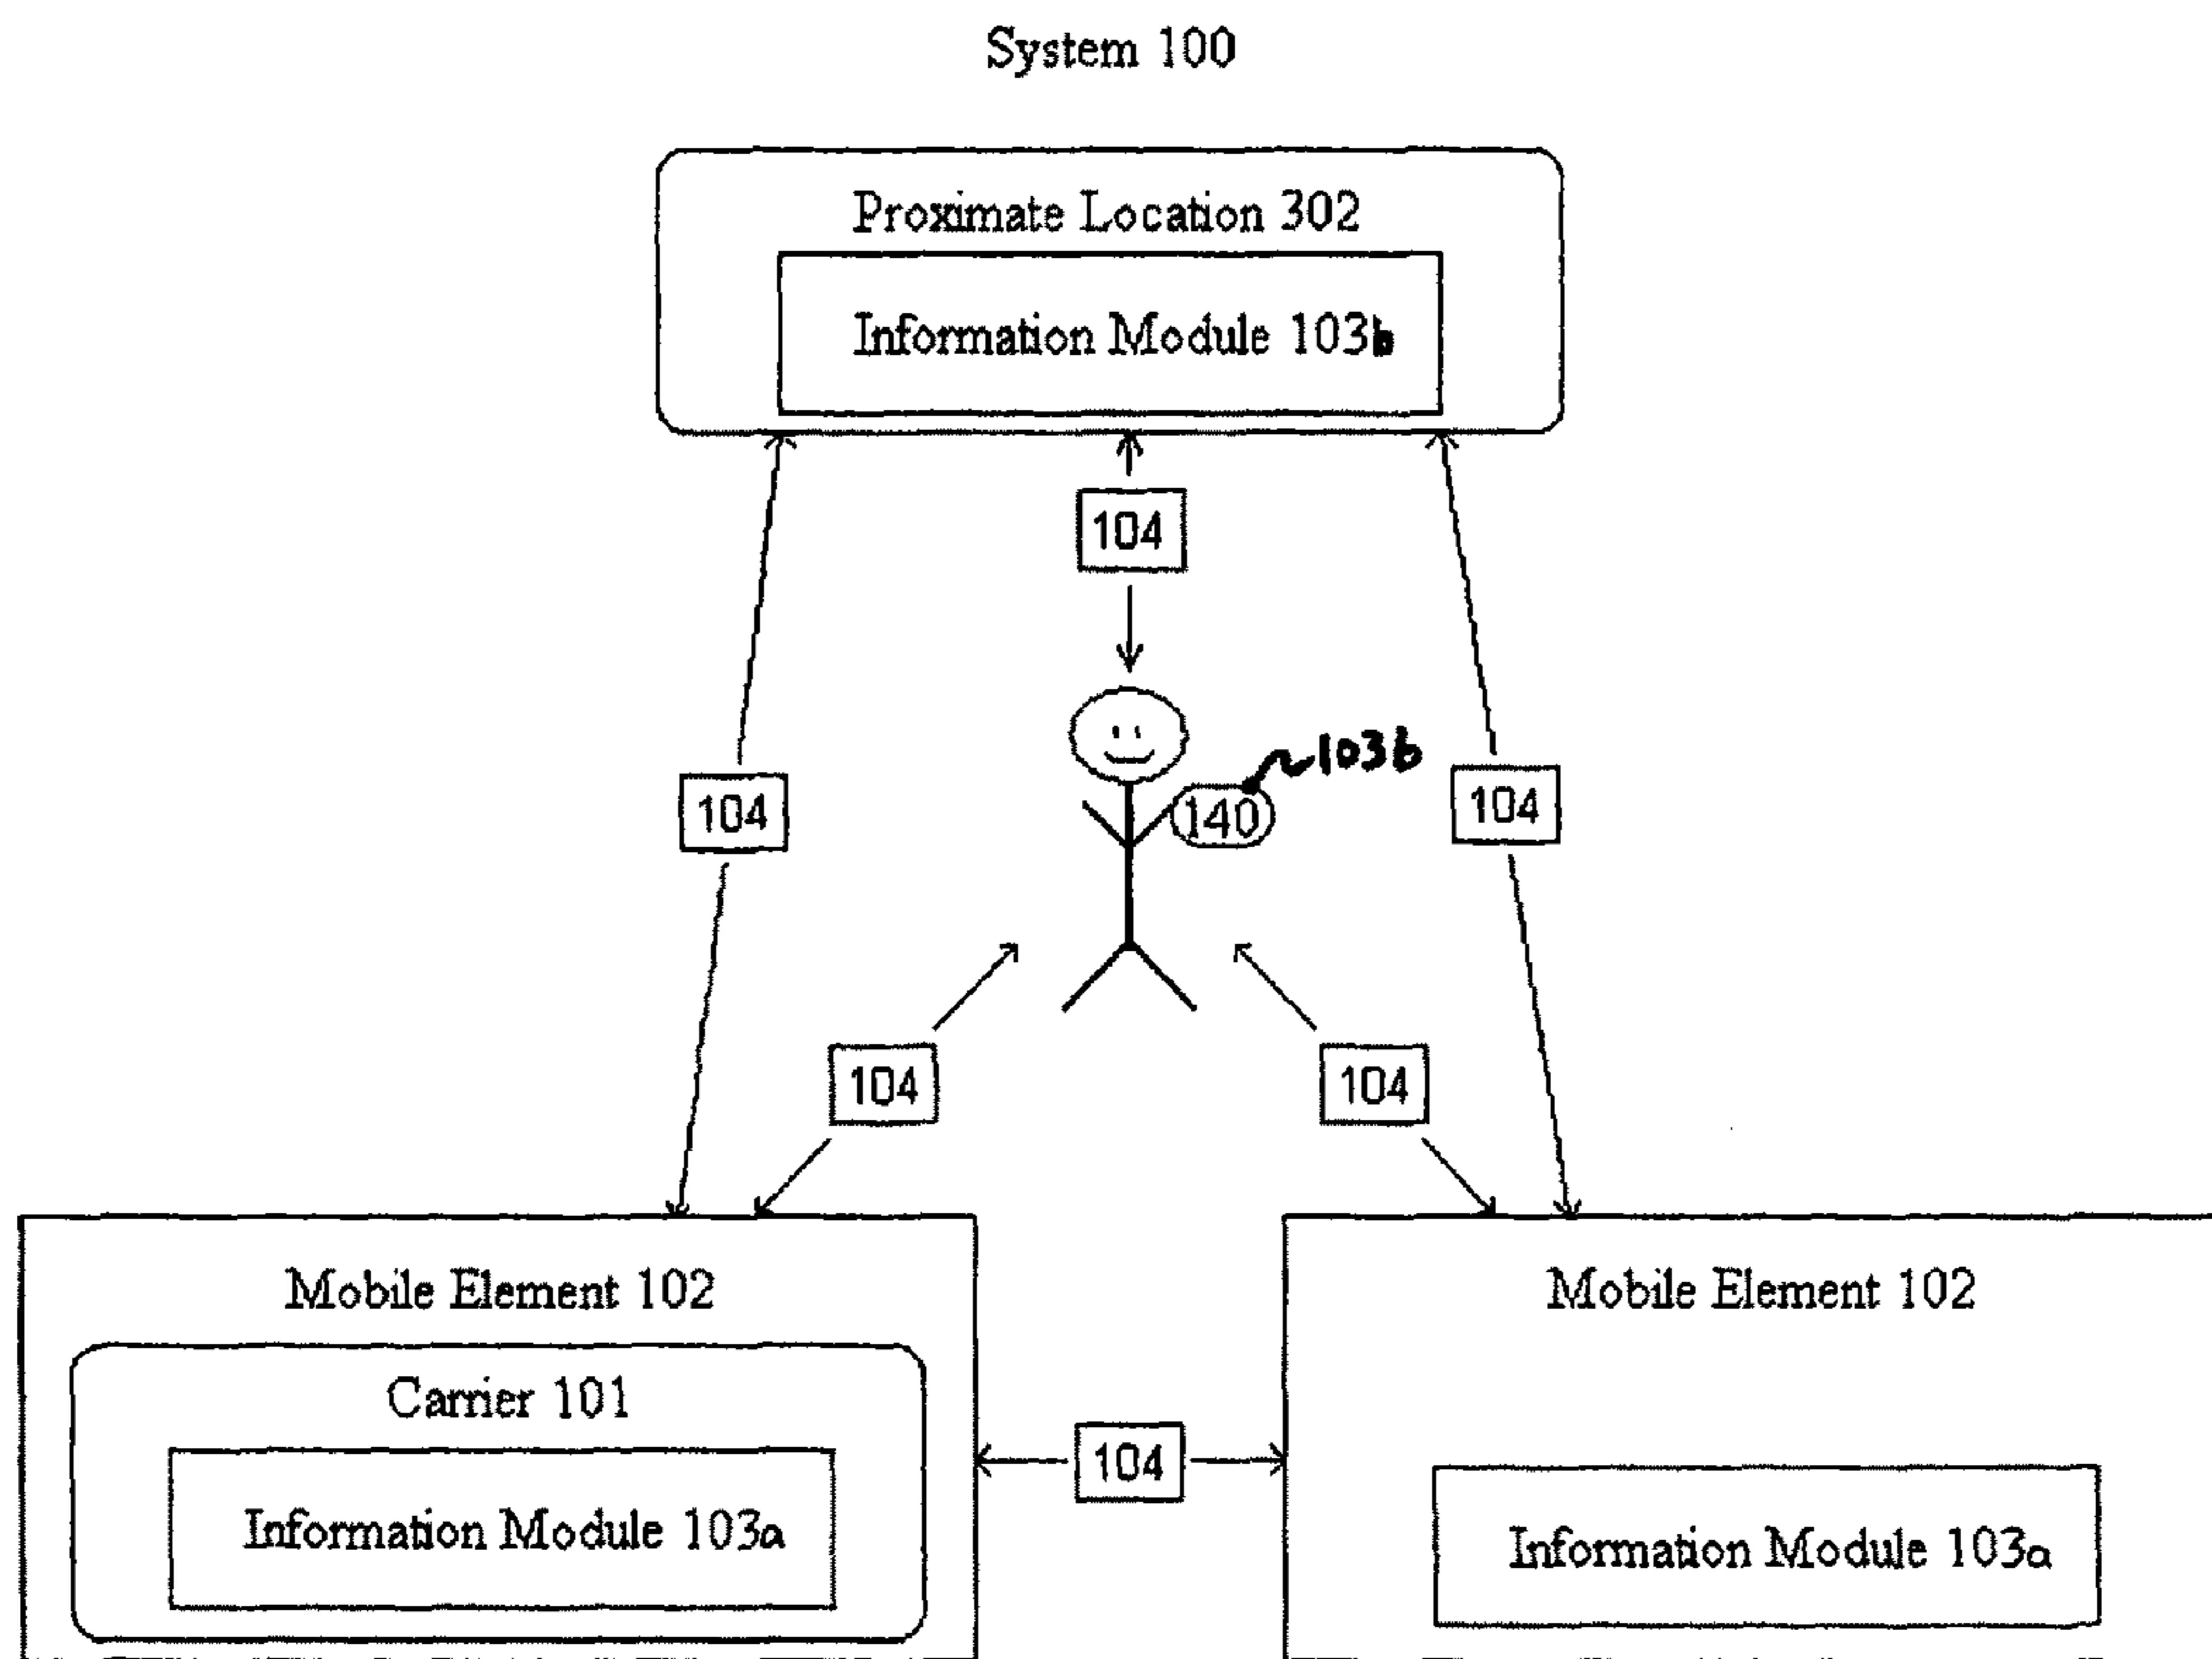 System 100
Proximate Location 302
Information Module 103b
104
103b
140
104
104
104
104
Mobile Element 102
Mobile Element 102
Carrier 101
104
Information Module 103a
Information Module 103a